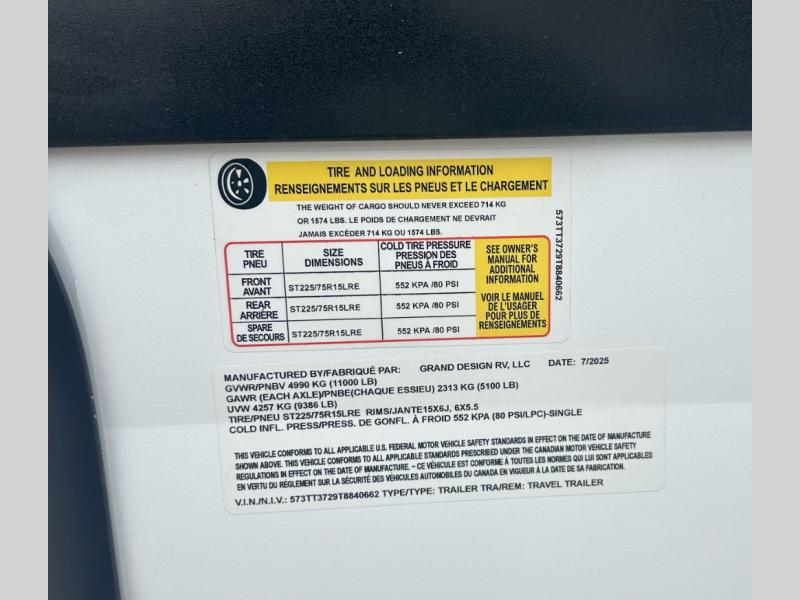 TIRE AND LOADING INFORMATION
RENSEIGNEMENTS SUR LES PNEUS ET LE CHARGEMENT
THE WEIGHT OF CARGO SHOULD NEVER EXCEED 714 KG
OR 1574 LBS. LE POIDS DE CHARGEMENT NE DEVRAIT
JAMAIS EXCÉDER 714 KG OU 1574 LBS.
TIRE
PNEU
SIZE
DIMENSIONS
COLD TIRE PRESSURE
PRESSION DES
PNEUS À FROID
FRONT
AVANT
ST225/75R15LRE
552 KPA /80 PSI
REAR
ARRIÈRE
ST225/75R15LRE
552 KPA /80 PSI
SPARE
DE SECOURS
ST225/75R15LRE
552 KPA /80 PSI
SEE OWNER'S
MANUAL FOR
ADDITIONAL
INFORMATION
VOIR LE MANUEL
DE L'USAGER
POUR PLUS DE
RENSEIGNEMENTS
573TT3729T8840662
MANUFACTURED BY/FABRIQUÉ PAR: GRAND DESIGN RV, LLC DATE: 7/2025
GVWR/PNBV 4990 KG (11000 LB)
GAWR (EACH AXLE)/PNBE(CHAQUE ESSIEU) 2313 KG (5100 LB)
UVW 4257 KG (9386 LB)
TIRE/PNEU ST225/75R15LRE RIMS/JANTE15X6J, 6X5.5
COLD INFL. PRESS/PRESS. DE GONFL. À FROID 552 KPA (80 PSI/LPC)-SINGLE
THIS VEHICLE CONFORMS TO ALL APPLICABLE U.S. FEDERAL MOTOR VEHICLE SAFETY STANDARDS IN EFFECT ON THE DATE OF MANUFACTURE
SHOWN ABOVE. THIS VEHICLE CONFORMS TO ALL APPLICABLE STANDARDS PRESCRIBED UNDER THE CANADIAN MOTOR VEHICLE SAFETY
REGULATIONS IN EFFECT ON THE DATE OF MANUFACTURE. ~ CE VÉHICULE EST CONFORME À TOUTES LES NORMES QUI LUI SONT APPLICABLES
EN VERTU DU RÈGLEMENT SUR LA SÉCURITÉ DES VÉHICULES AUTOMOBILES DU CANADA EN VIGUEUR À LA DATE DE SA FABRICATION.
V.I.N./N.I.V.: 573TT3729T8840662 TYPE/TYPE: TRAILER TRA/REM: TRAVEL TRAILER